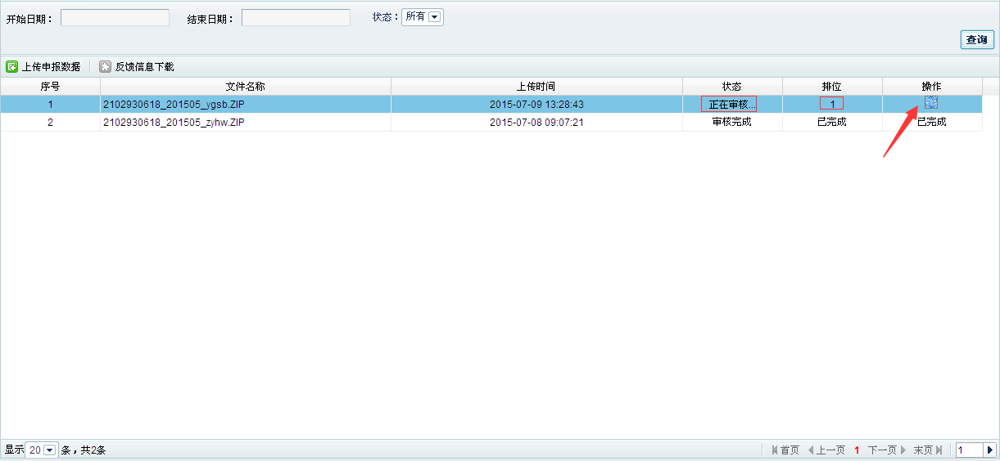 开始日期： 结束日期： 状态： 所有
查询
上传申报数据 反馈信息下载
序号 文件名称 上传时间 状态 排位 操作
1 2102930618_201505_ygsb.ZIP 2015-07-09 13:28:43 正在审核... 1
2 2102930618_201505_zyhw.ZIP 2015-07-08 09:07:21 审核完成 已完成 已完成
显示 20 条，共2条 首页 上一页 1 下一页 末页 1